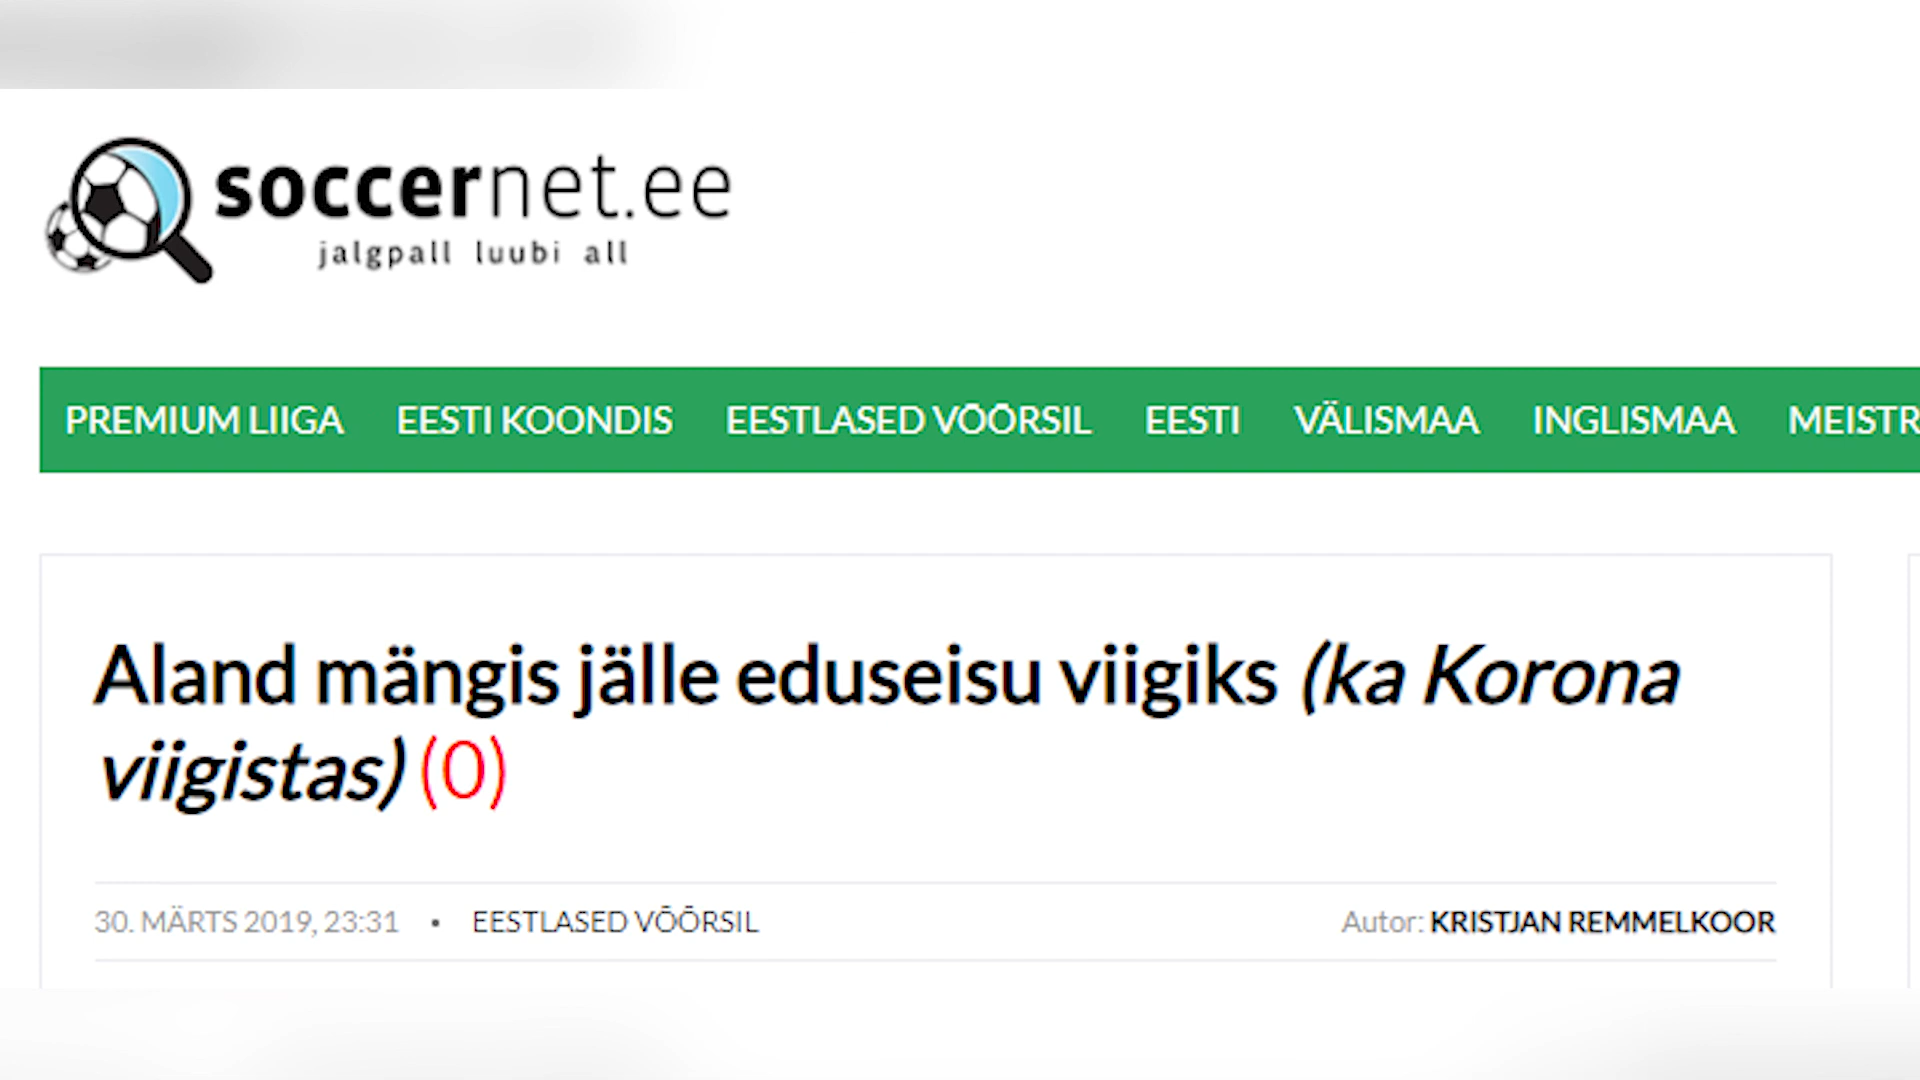 soccernet.ee
jalgpall luubi all
PREMIUM LIIGA EESTI KOONDIS EESTLASED VÕÕRSIL EESTI VÄLISMAA INGLISMAA MEISTR
Aland mängis jälle eduseisu viigiks (ka Korona
viigistas) (0)
30. MÄRTS 2019, 23:31 • EESTLASED VÕÕRSIL Autor: KRISTJAN REMMELKOOR